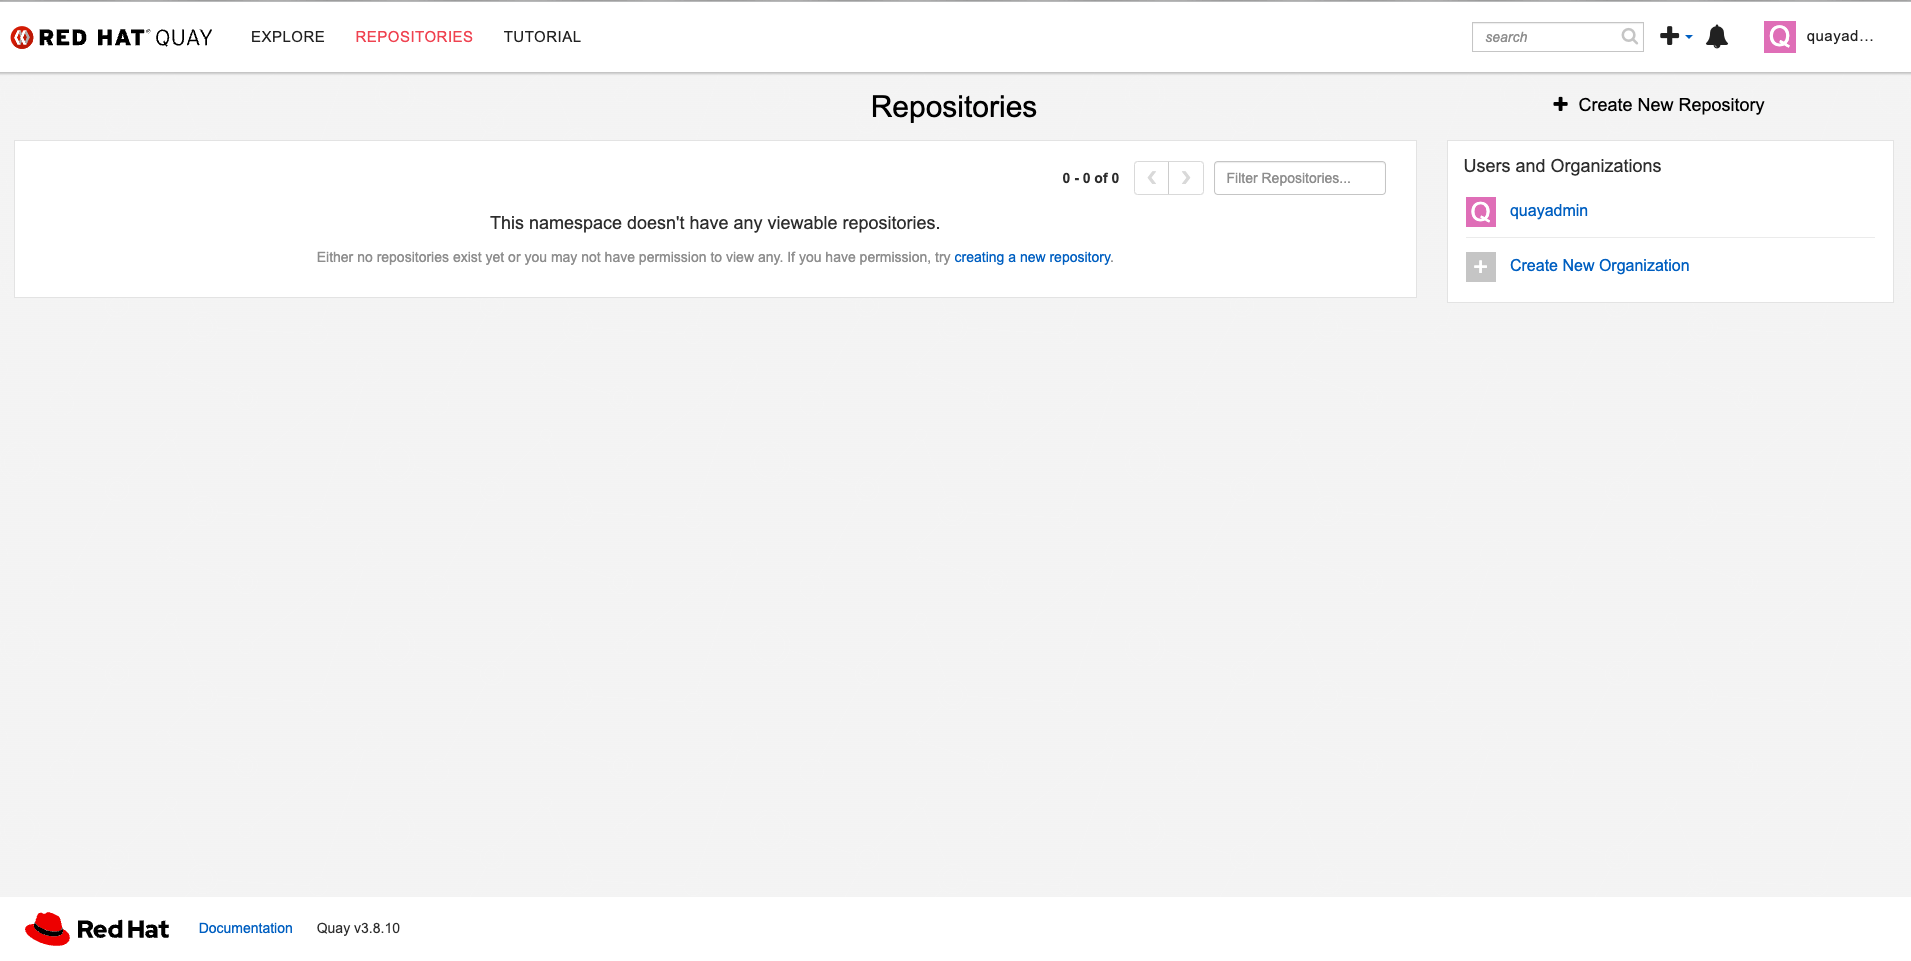 RED HAT® QUAY EXPLORE REPOSITORIES TUTORIAL search quayad...
Repositories
Create New Repository
0 - 0 of 0 Filter Repositories...
This namespace doesn't have any viewable repositories.
Either no repositories exist yet or you may not have permission to view any. If you have permission, try creating a new repository.
Users and Organizations
Q quayadmin
Create New Organization
Red Hat Documentation Quay v3.8.10